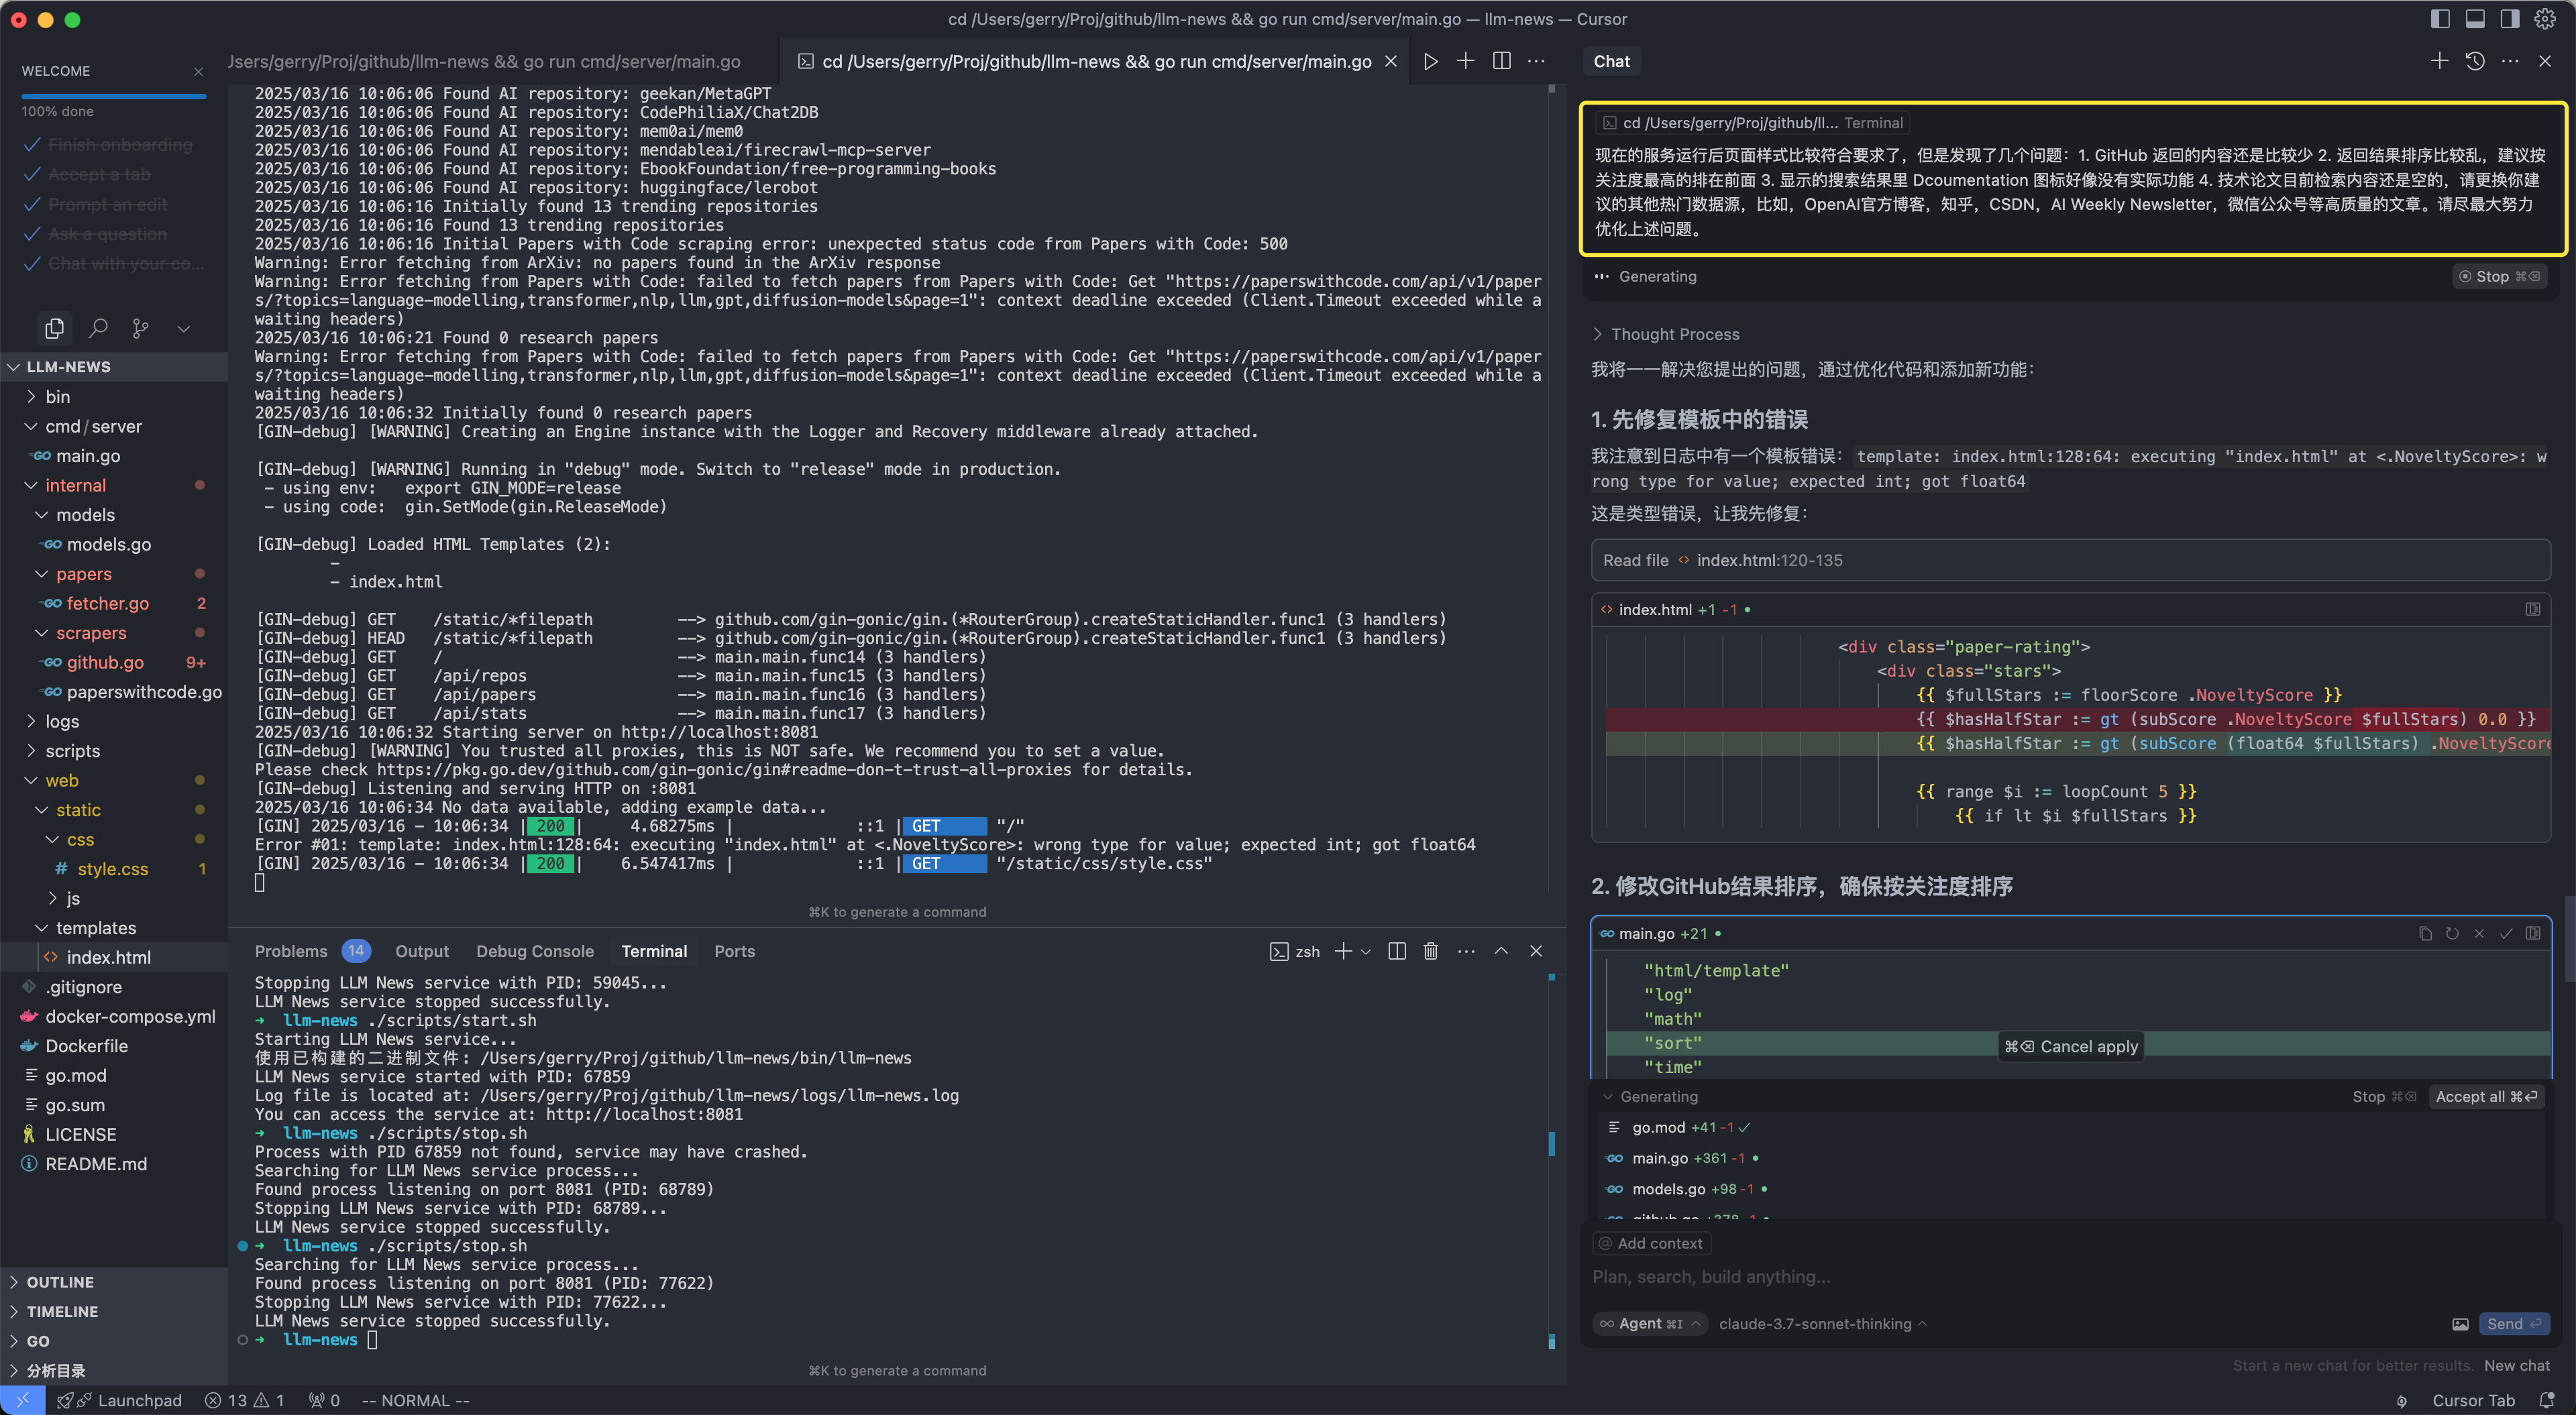 cd /Users/gerry/Proj/github/llm-news && go run cmd/server/main.go — llm-news — Cursor
WELCOME
100% done
Finish onboarding
Accept a tab
Prompt an edit
Ask a question
Chat with your co...
LLM-NEWS
bin
cmd/server
main.go
internal
models
models.go
papers
fetcher.go 2
scrapers
github.go 9+
paperswithcode.go
logs
scripts
web
static
css
style.css 1
js
templates
index.html
.gitignore
docker-compose.yml
Dockerfile
go.mod
go.sum
LICENSE
README.md
OUTLINE
TIMELINE
GO
分析目录
Jsers/gerry/Proj/github/llm-news && go run cmd/server/main.go
cd /Users/gerry/Proj/github/llm-news && go run cmd/server/main.go
2025/03/16 10:06:06 Found AI repository: geekan/MetaGPT
2025/03/16 10:06:06 Found AI repository: CodePhiliaX/Chat2DB
2025/03/16 10:06:06 Found AI repository: mem0ai/mem0
2025/03/16 10:06:06 Found AI repository: mendableai/firecrawl-mcp-server
2025/03/16 10:06:06 Found AI repository: EbookFoundation/free-programming-books
2025/03/16 10:06:06 Found AI repository: huggingface/lerobot
2025/03/16 10:06:16 Initially found 13 trending repositories
2025/03/16 10:06:16 Found 13 trending repositories
2025/03/16 10:06:16 Initial Papers with Code scraping error: unexpected status code from Papers with Code: 500
Warning: Error fetching from ArXiv: no papers found in the ArXiv response
Warning: Error fetching from Papers with Code: failed to fetch papers from Papers with Code: Get "https://paperswithcode.com/api/v1/paper
s/?topics=language-modelling,transformer,nlp,llm,gpt,diffusion-models&page=1": context deadline exceeded (Client.Timeout exceeded while a
waiting headers)
2025/03/16 10:06:21 Found 0 research papers
Warning: Error fetching from Papers with Code: failed to fetch papers from Papers with Code: Get "https://paperswithcode.com/api/v1/paper
s/?topics=language-modelling,transformer,nlp,llm,gpt,diffusion-models&page=1": context deadline exceeded (Client.Timeout exceeded while a
waiting headers)
2025/03/16 10:06:32 Initially found 0 research papers
[GIN-debug] [WARNING] Creating an Engine instance with the Logger and Recovery middleware already attached.
[GIN-debug] [WARNING] Running in "debug" mode. Switch to "release" mode in production.
- using env: export GIN_MODE=release
- using code: gin.SetMode(gin.ReleaseMode)
[GIN-debug] Loaded HTML Templates (2):
-
- index.html
[GIN-debug] GET /static/*filepath --> github.com/gin-gonic/gin.(*RouterGroup).createStaticHandler.func1 (3 handlers)
[GIN-debug] HEAD /static/*filepath --> github.com/gin-gonic/gin.(*RouterGroup).createStaticHandler.func1 (3 handlers)
[GIN-debug] GET / --> main.main.func14 (3 handlers)
[GIN-debug] GET /api/repos --> main.main.func15 (3 handlers)
[GIN-debug] GET /api/papers --> main.main.func16 (3 handlers)
[GIN-debug] GET /api/stats --> main.main.func17 (3 handlers)
2025/03/16 10:06:32 Starting server on http://localhost:8081
[GIN-debug] [WARNING] You trusted all proxies, this is NOT safe. We recommend you to set a value.
Please check https://pkg.go.dev/github.com/gin-gonic/gin#readme-don-t-trust-all-proxies for details.
[GIN-debug] Listening and serving HTTP on :8081
2025/03/16 10:06:34 No data available, adding example data...
[GIN] 2025/03/16 - 10:06:34 | 200 | 4.68275ms | ::1 | GET "/"
Error #01: template: index.html:128:64: executing "index.html" at <.NoveltyScore>: wrong type for value; expected int; got float64
[GIN] 2025/03/16 - 10:06:34 | 200 | 6.547417ms | ::1 | GET "/static/css/style.css"
⌘K to generate a command
Problems 14 Output Debug Console Terminal Ports
zsh
Stopping LLM News service with PID: 59045...
LLM News service stopped successfully.
➜ llm-news ./scripts/start.sh
Starting LLM News service...
使用已构建的二进制文件: /Users/gerry/Proj/github/llm-news/bin/llm-news
LLM News service started with PID: 67859
Log file is located at: /Users/gerry/Proj/github/llm-news/logs/llm-news.log
You can access the service at: http://localhost:8081
➜ llm-news ./scripts/stop.sh
Process with PID 67859 not found, service may have crashed.
Searching for LLM News service process...
Found process listening on port 8081 (PID: 68789)
Stopping LLM News service with PID: 68789...
LLM News service stopped successfully.
➜ llm-news ./scripts/stop.sh
Searching for LLM News service process...
Found process listening on port 8081 (PID: 77622)
Stopping LLM News service with PID: 77622...
LLM News service stopped successfully.
➜ llm-news
⌘K to generate a command
Chat
cd /Users/gerry/Proj/github/ll... Terminal
现在的服务运行后页面样式比较符合要求了，但是发现了几个问题：1. GitHub 返回的内容还是比较少 2. 返回结果排序比较乱，建议按
关注度最高的排在前面 3. 显示的搜索结果里 Dcoumentation 图标好像没有实际功能 4. 技术论文目前检索内容还是空的，请更换你建
议的其他热门数据源，比如，OpenAI官方博客，知乎，CSDN，AI Weekly Newsletter，微信公众号等高质量的文章。请尽最大努力
优化上述问题。
Generating
Stop ⌘⌫
Thought Process
我将一一解决您提出的问题，通过优化代码和添加新功能：
1. 先修复模板中的错误
我注意到日志中有一个模板错误：template: index.html:128:64: executing "index.html" at <.NoveltyScore>: w
rong type for value; expected int; got float64
这是类型错误，让我先修复：
Read file index.html:120-135
index.html +1 -1
<div class="paper-rating">
<div class="stars">
{{ $fullStars := floorScore .NoveltyScore }}
{{ $hasHalfStar := gt (subScore .NoveltyScore $fullStars) 0.0 }}
{{ $hasHalfStar := gt (subScore (float64 $fullStars) .NoveltyScore
{{ range $i := loopCount 5 }}
{{ if lt $i $fullStars }}
2. 修改GitHub结果排序，确保按关注度排序
main.go +21
"html/template"
"log"
"math"
"sort"
⌘⌫ Cancel apply
"time"
Generating
Stop ⌘⌫ Accept all ⌘⏎
go.mod +41 -1
main.go +361 -1
models.go +98 -1
github.go +378 -1
@ Add context
Plan, search, build anything...
∞ Agent ⌘I claude-3.7-sonnet-thinking
Send ⏎
Start a new chat for better results. New chat
Launchpad 13 1 0 -- NORMAL --
Cursor Tab